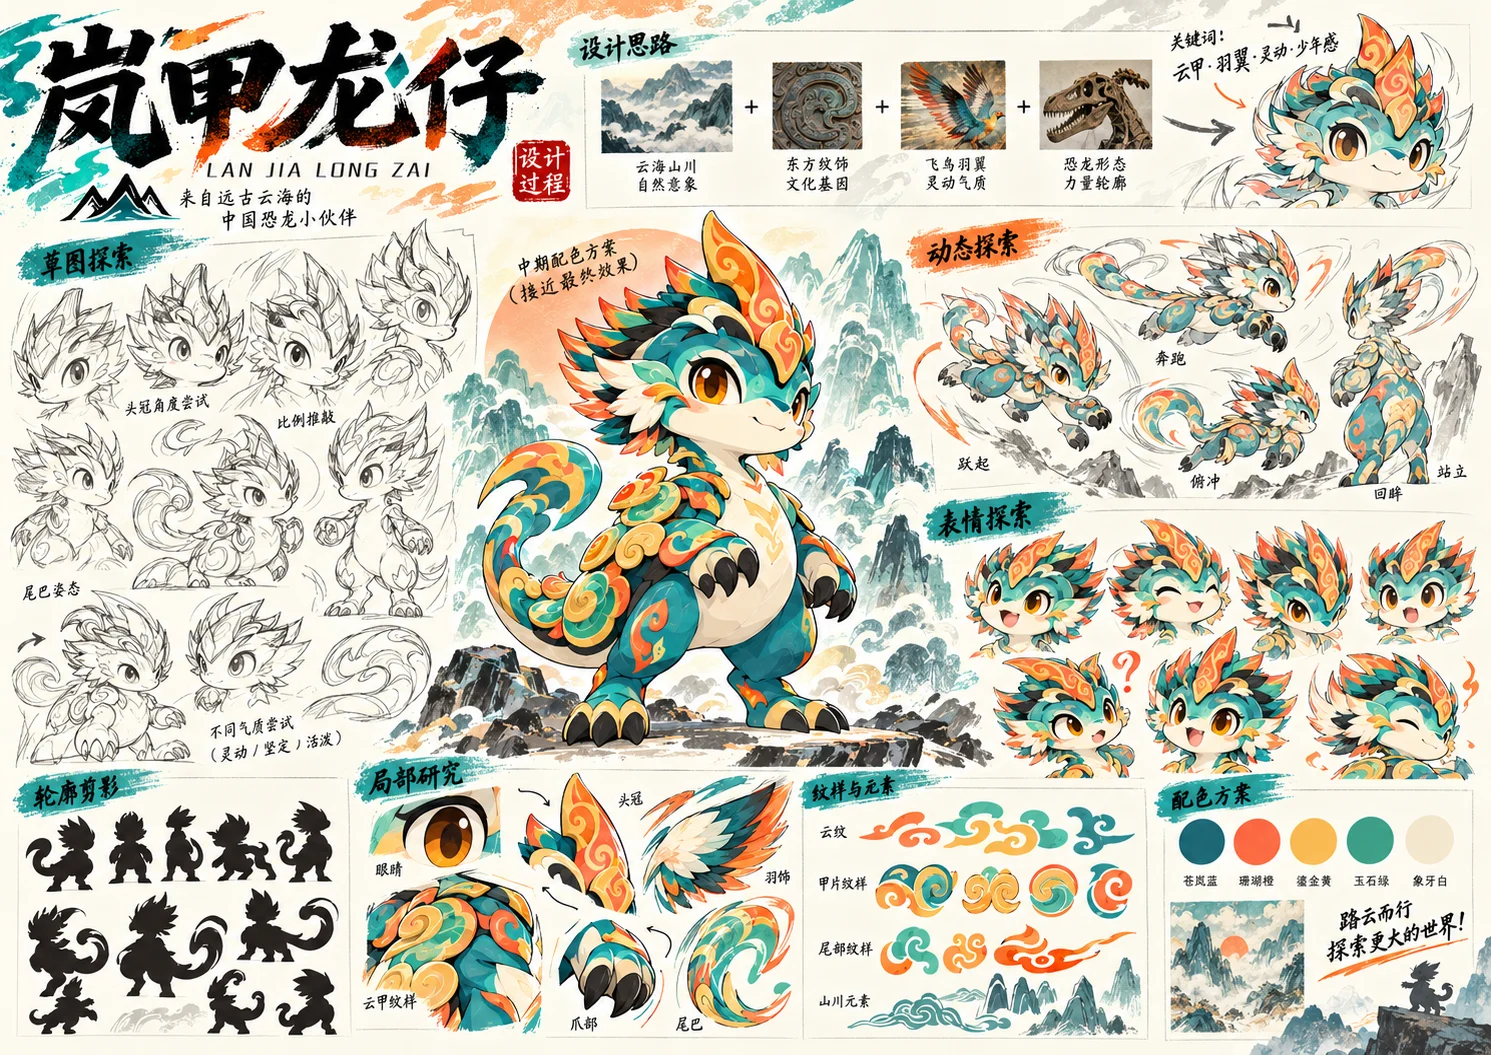 岚甲龙仔
LAN JIA LONG ZAI
设计
过程
来自远古云海的
中国恐龙小伙伴
设计思路
云海山川
自然意象
+
东方纹饰
文化基因
+
飞鸟羽翼
灵动气质
+
恐龙形态
力量轮廓
关键词:
云甲·羽翼·灵动·少年感
草图探索
头冠角度尝试
比例推敲
尾巴姿态
不同气质尝试
(灵动/坚定/活泼)
中期配色方案
(接近最终效果)
动态探索
奔跑
跃起
俯冲
回眸
站立
表情探索
?
轮廓剪影
局部研究
眼睛
头冠
羽饰
云甲纹样
爪部
尾巴
纹样与元素
云纹
甲片纹样
尾部纹样
山川元素
配色方案
苍岚蓝
珊瑚橙
鎏金黄
玉石绿
象牙白
踏云而行
探索更大的世界!